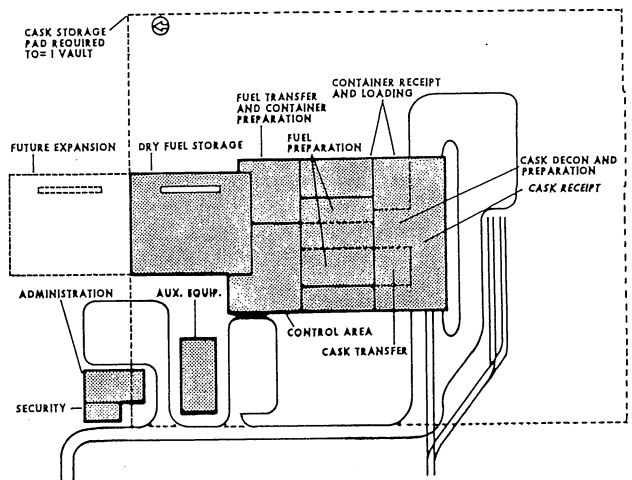 CASK STORAGE
PAD REQUIRED
TO= 1 VAULT
CONTAINER RECEIPT
AND LOADING
FUEL TRANSFER
AND CONTAINER
PREPARATION
FUEL
PREPARATION
FUTURE EXPANSION
DRY FUEL STORAGE
CASK DECON AND
PREPARATION
CASK RECEIPT
ADMINISTRATION
AUX. EQUIP.
CONTROL AREA
CASK TRANSFER
SECURITY